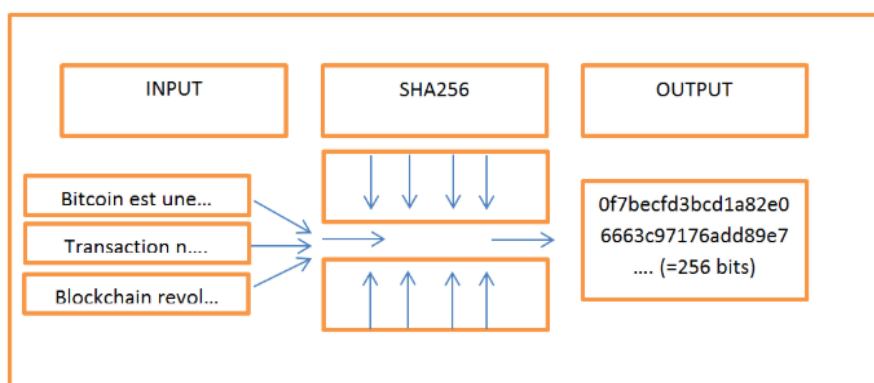 INPUT
SHA256
OUTPUT
Bitcoin est une...
Transaction n....
Blockchain revol...
0f7becfd3bcd1a82e0
6663c97176add89e7
.... (=256 bits)